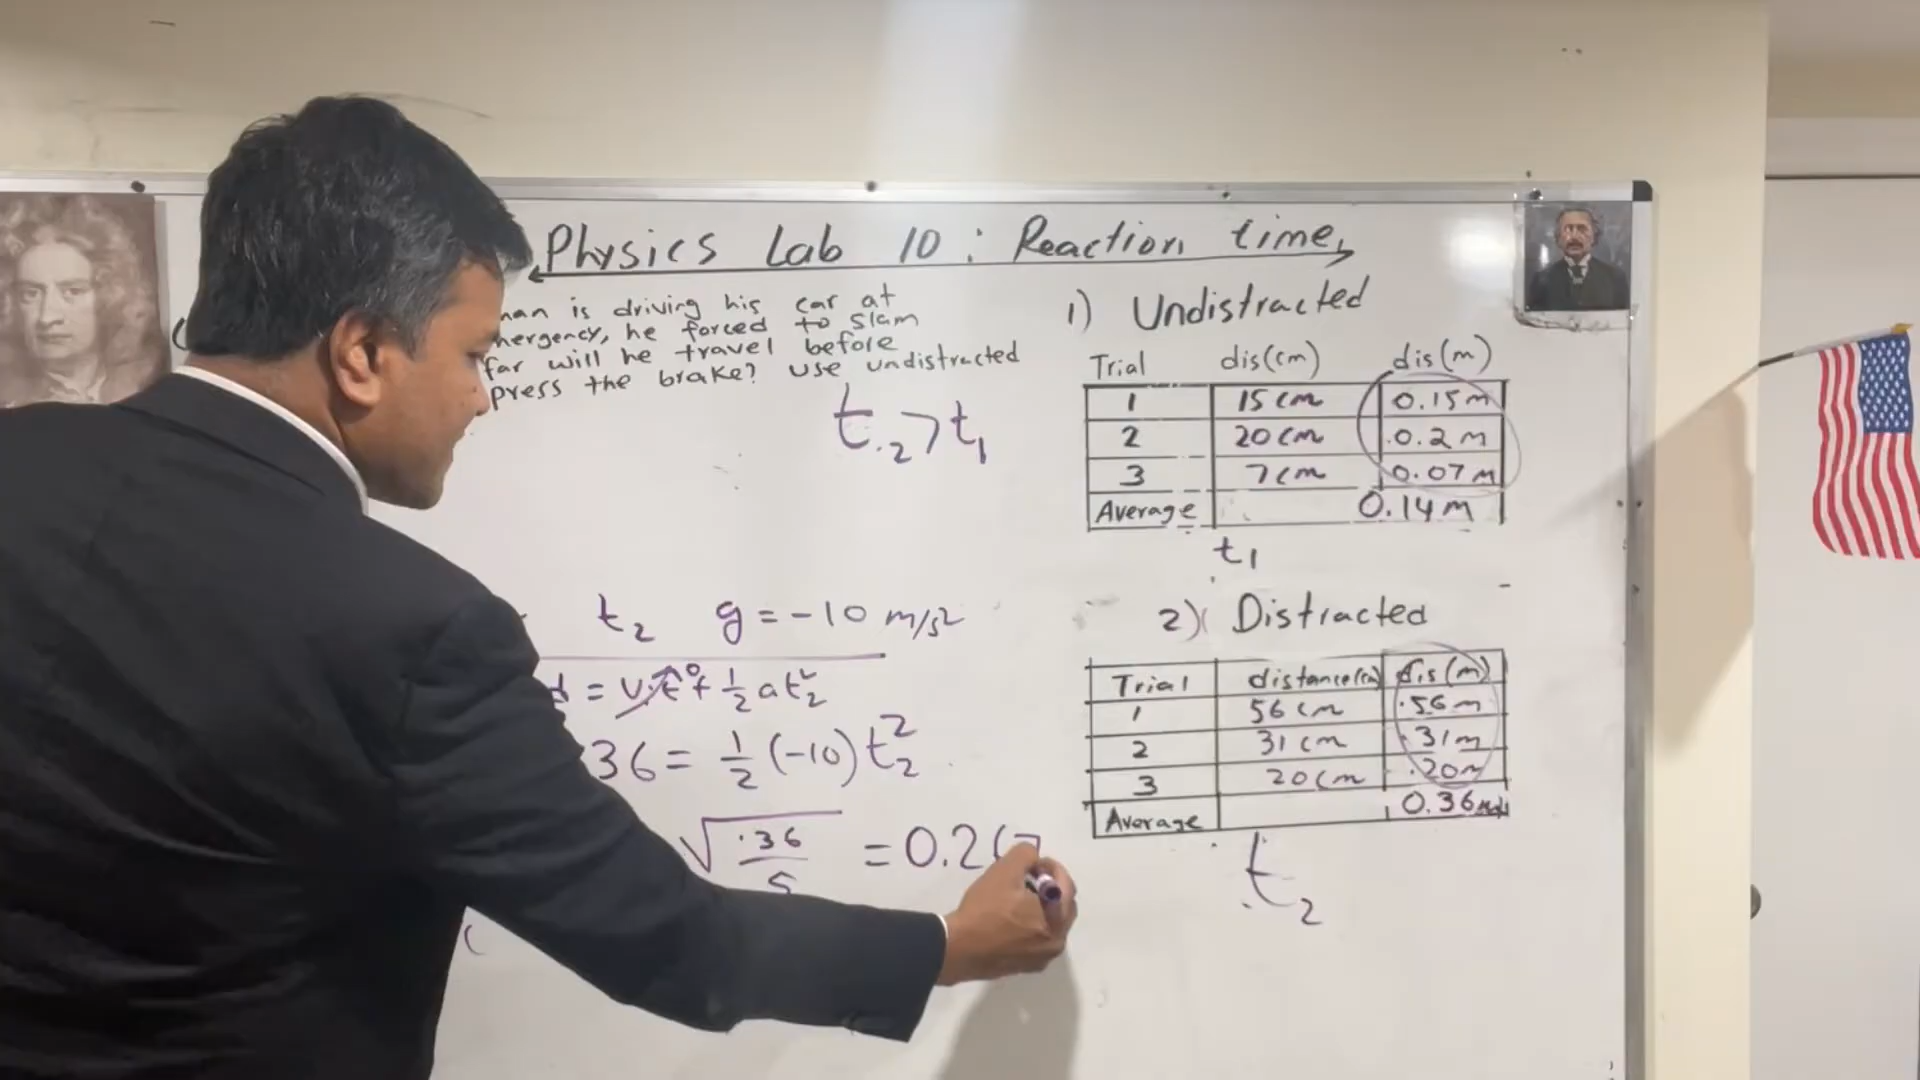 Physics Lab 10: Reaction time
is driving his car at
he forced to slam
far will he travel before
press the brake? use undistracted
t2 > t1
t2 g = -10 m/s²
d = vit⁰ + 1/2 at2²
36 = 1/2 (-10) t2²
√.36/5 = 0.2
1) Undistracted
Trial dis(cm) dis(m)
1 15 cm 0.15 m
2 20 cm 0.2 m
3 7 cm 0.07 m
Average 0.14 m
t1
2) Distracted
Trial distance(cm) dis(m)
1 56 cm .56 m
2 31 cm .31 m
3 20 cm .20 m
Average 0.36
t2